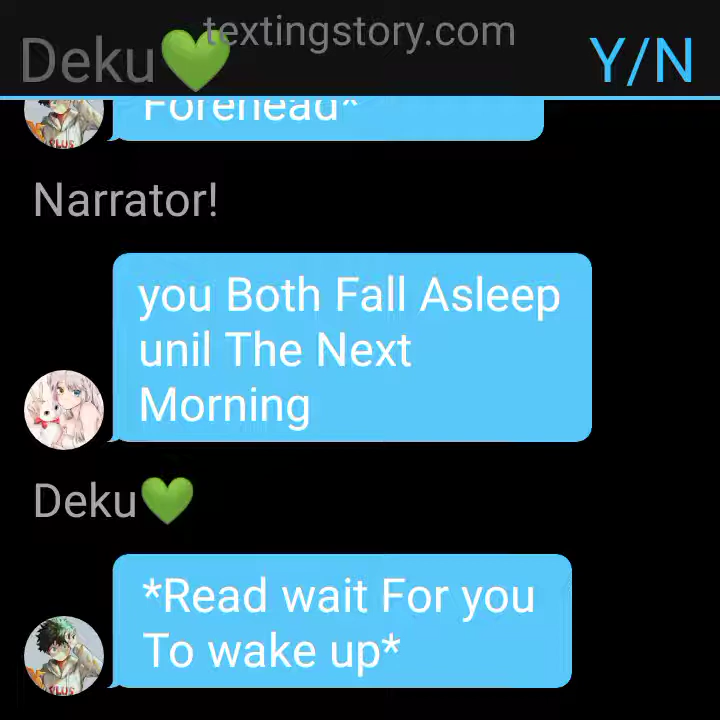 textingstory.com
Deku💚
Y/N
Forehead*
Narrator!
you Both Fall Asleep
unil The Next
Morning
Deku💚
*Read wait For you
To wake up*
PLUS